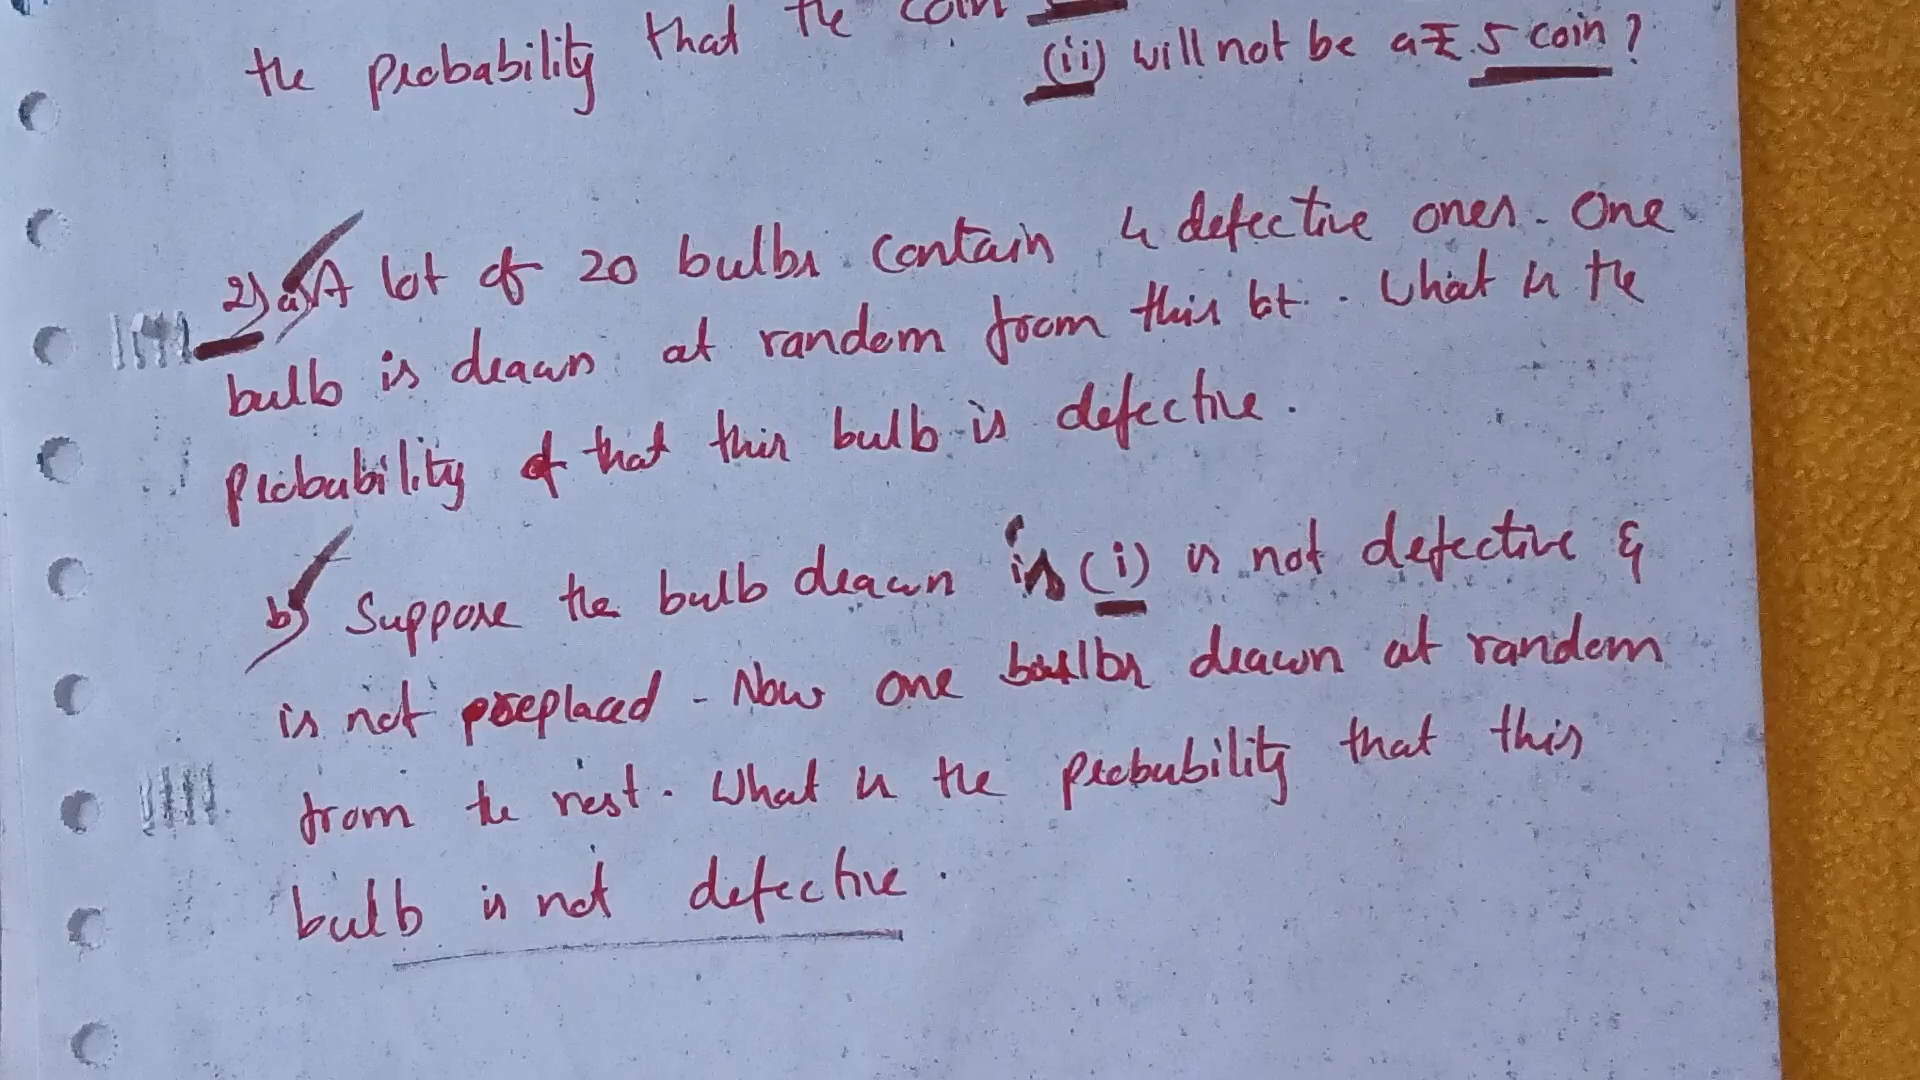 the probability that the coin
(ii) will not be a ₹ 5 coin?
2) a) A lot of 20 bulbs contain 4 defective ones. One
bulb is drawn at random from this lot. What is the
probability of that this bulb is defective.
b) Suppose the bulb drawn in (i) is not defective &
is not replaced. Now one bulb drawn at random
from the rest. What is the probability that this
bulb is not defective.